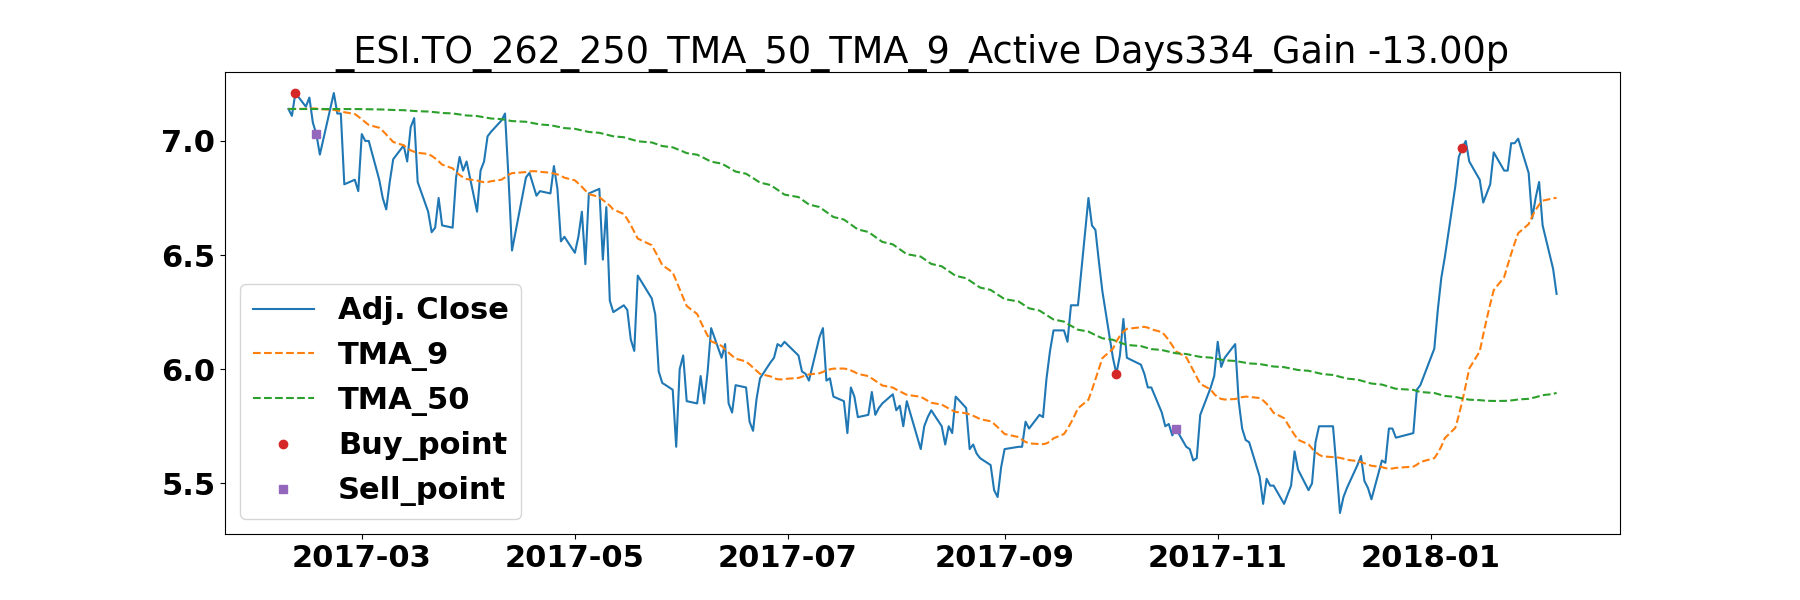 _ESI.TO_262_250_TMA_50_TMA_9_Active Days334_Gain -13.00p
7.0
6.5
6.0
5.5
Adj. Close
TMA_9
TMA_50
Buy_point
Sell_point
2017-03 2017-05 2017-07 2017-09 2017-11 2018-01